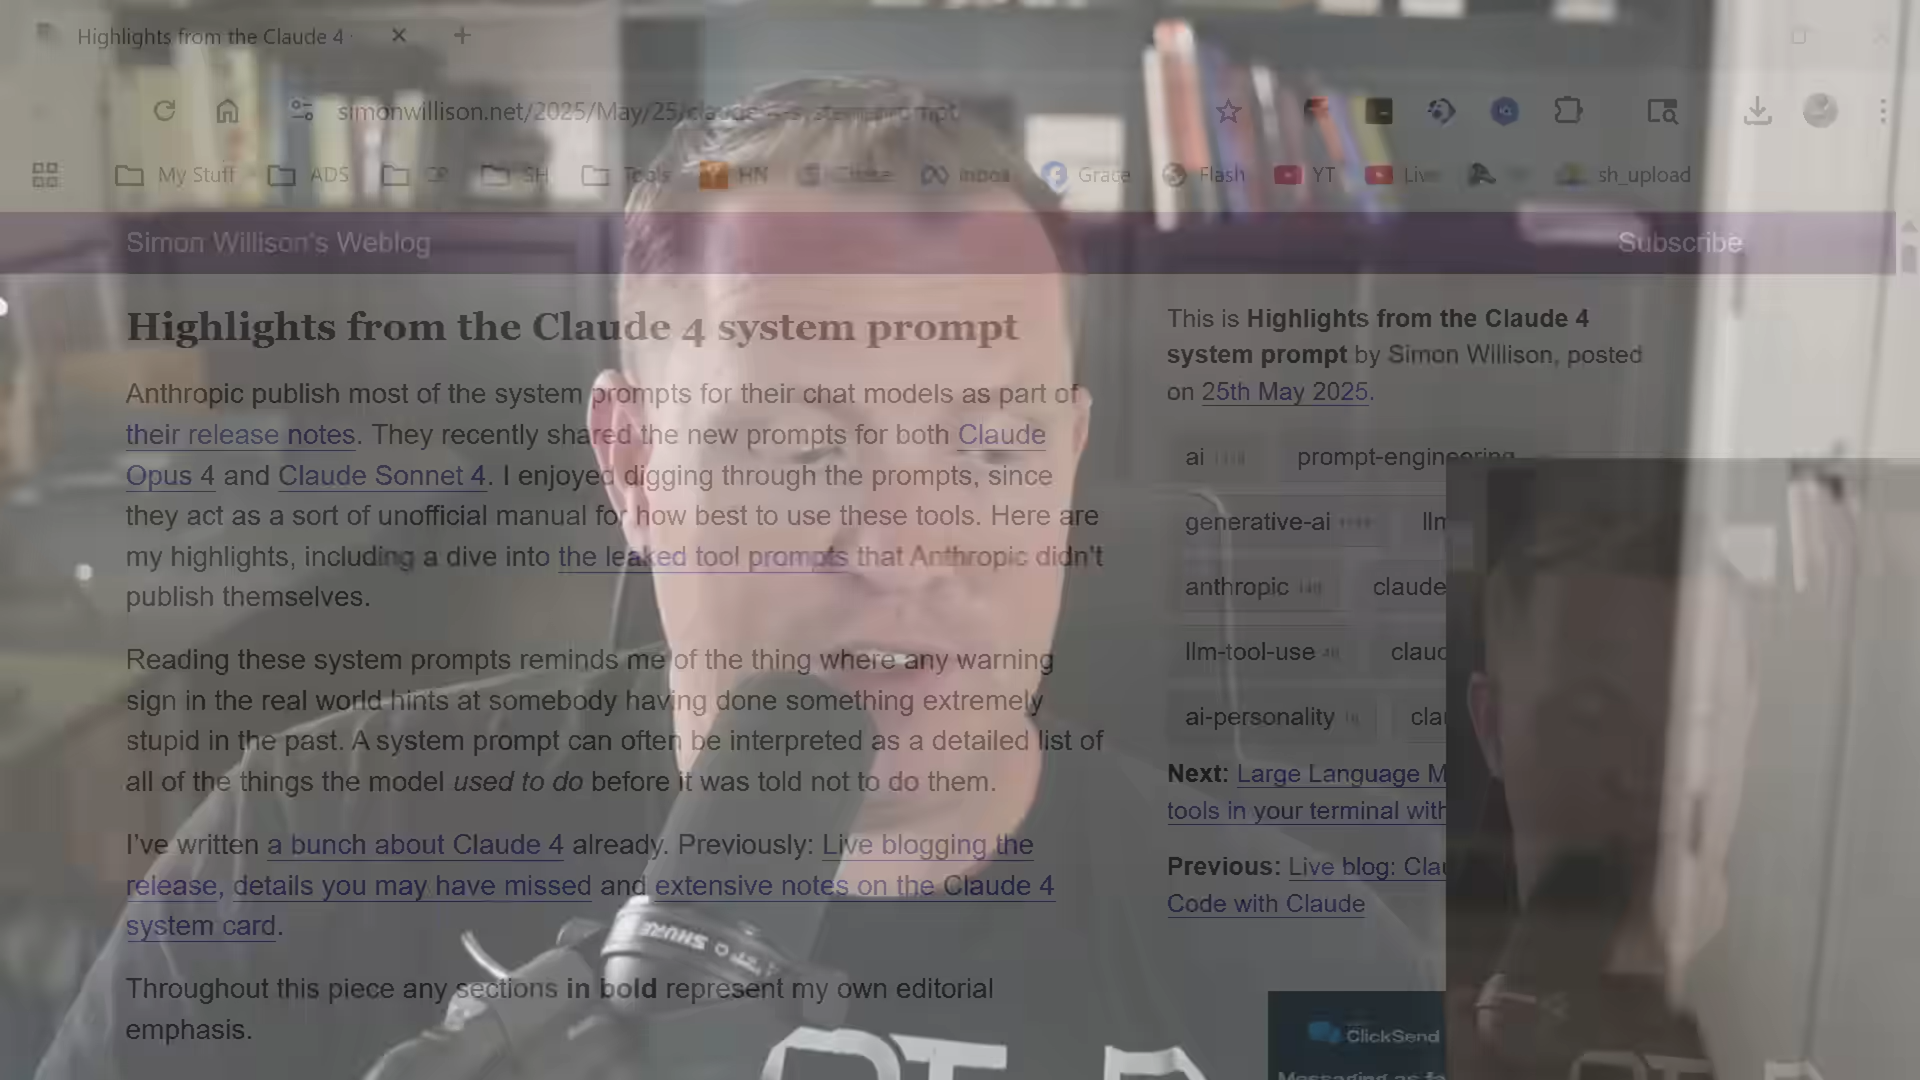 Highlights from the Claude 4
simonwillison.net/2025/May/25/claude-4-system-prompt
My Stuff ADS CP SH Tools HN Inbox Grace Flash YT Live sh_upload
Simon Willison's Weblog Subscribe
Highlights from the Claude 4 system prompt
Anthropic publish most of the system prompts for their chat models as part of
their release notes. They recently shared the new prompts for both Claude
Opus 4 and Claude Sonnet 4. I enjoyed digging through the prompts, since
they act as a sort of unofficial manual for how best to use these tools. Here are
my highlights, including a dive into the leaked tool prompts that Anthropic didn't
publish themselves.
Reading these system prompts reminds me of the thing where any warning
sign in the real world hints at somebody having done something extremely
stupid in the past. A system prompt can often be interpreted as a detailed list of
all of the things the model used to do before it was told not to do them.
I've written a bunch about Claude 4 already. Previously: Live blogging the
release, details you may have missed and extensive notes on the Claude 4
system card.
Throughout this piece any sections in bold represent my own editorial
emphasis.
This is Highlights from the Claude 4
system prompt by Simon Willison, posted
on 25th May 2025.
ai prompt-engineering
generative-ai llm
anthropic claude
llm-tool-use clauc
ai-personality cla
Next: Large Language M
tools in your terminal with
Previous: Live blog: Clau
Code with Claude
ClickSend
SHURE